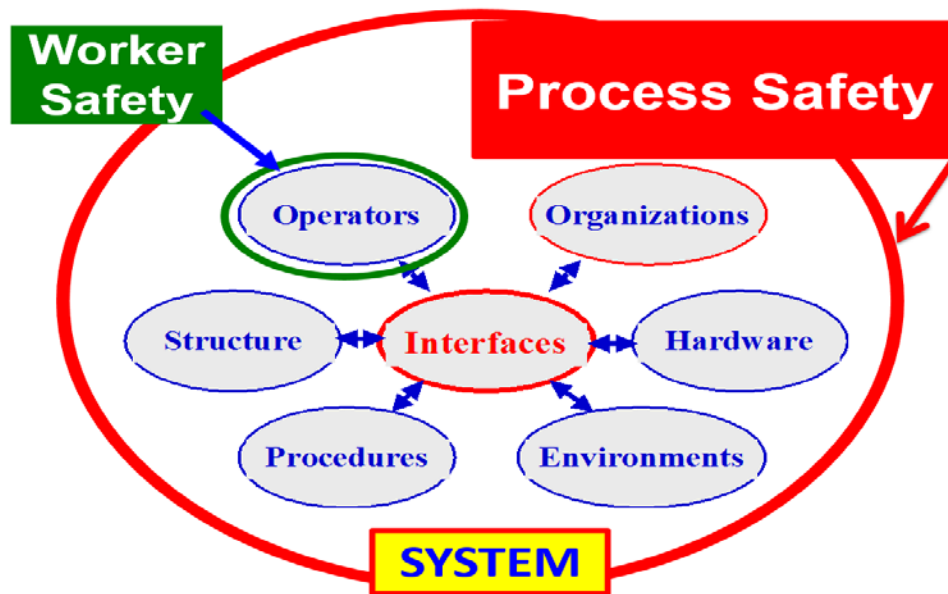 Worker
Safety
Process Safety
Operators
Organizations
Structure
Interfaces
Hardware
Procedures
Environments
SYSTEM